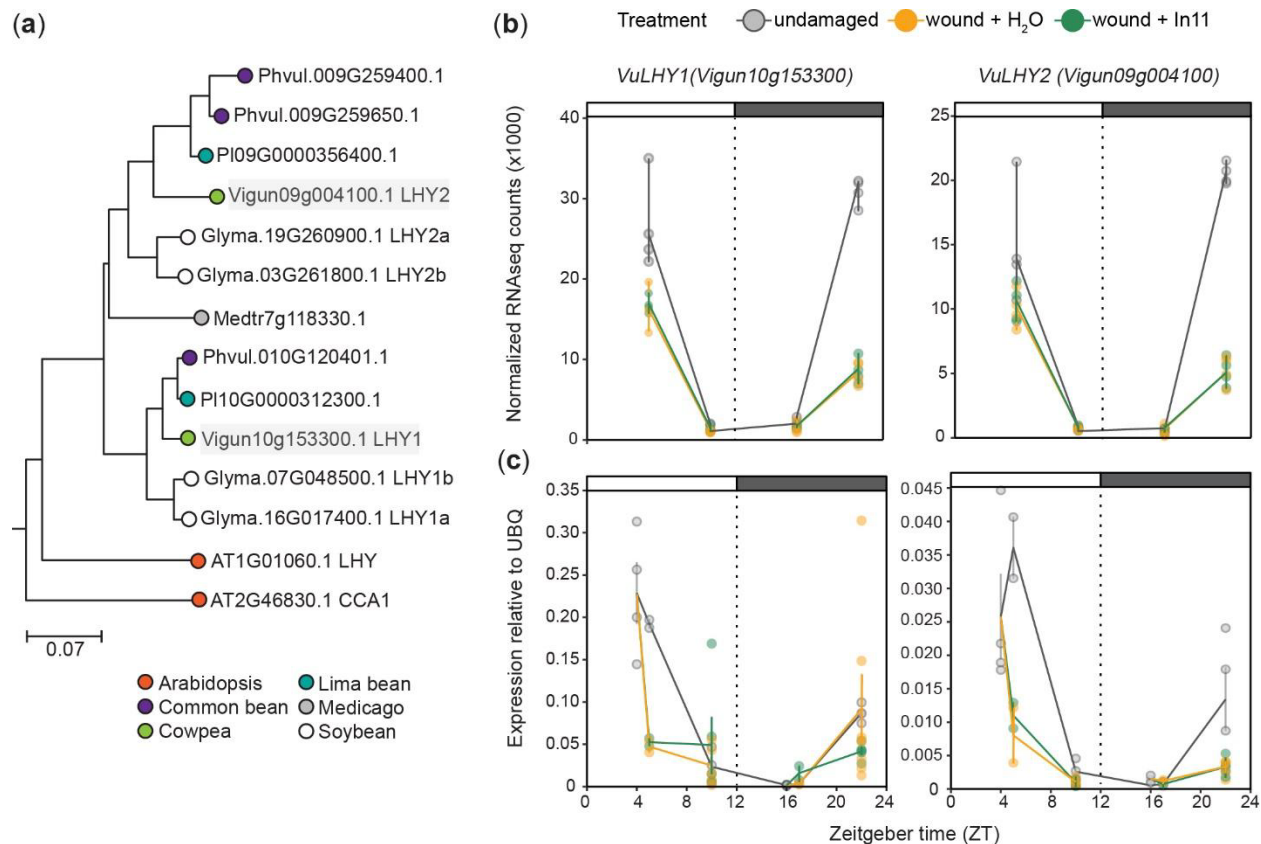 (a)
Phvul.009G259400.1
Phvul.009G259650.1
Pl09G0000356400.1
Vigun09g004100.1 LHY2
Glyma.19G260900.1 LHY2a
Glyma.03G261800.1 LHY2b
Medtr7g118330.1
Phvul.010G120401.1
Pl10G0000312300.1
Vigun10g153300.1 LHY1
Glyma.07G048500.1 LHY1b
Glyma.16G017400.1 LHY1a
AT1G01060.1 LHY
AT2G46830.1 CCA1
0.07
Arabidopsis
Common bean
Cowpea
Lima bean
Medicago
Soybean
(b)
Treatment undamaged wound + H₂O wound + In11
VuLHY1(Vigun10g153300)
VuLHY2 (Vigun09g004100)
Normalized RNAseq counts (x1000)
40
30
20
10
0
25
20
15
10
5
0
(c)
Expression relative to UBQ
0.35
0.30
0.25
0.20
0.15
0.10
0.05
0
0.045
0.040
0.035
0.030
0.025
0.020
0.015
0.010
0.005
0
0 4 8 12 16 20 24
0 4 8 12 16 20 24
Zeitgeber time (ZT)